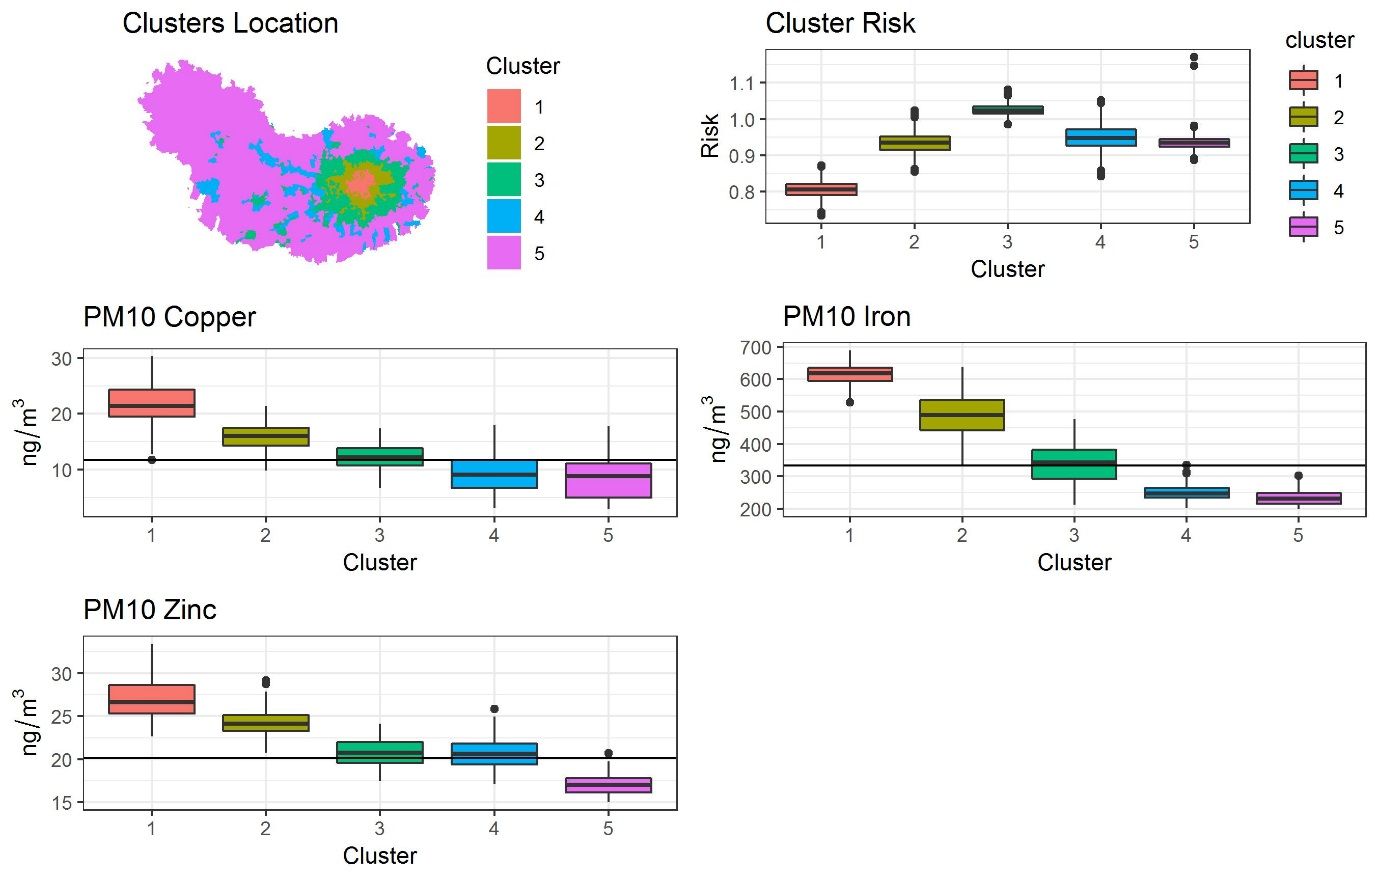 Clusters Location
Cluster
1
2
3
4
5
Cluster Risk
Risk
1.1
1.0
0.9
0.8
1 2 3 4 5
Cluster
cluster
1
2
3
4
5
PM10 Copper
ng/m³
30
20
10
1 2 3 4 5
Cluster
PM10 Iron
ng/m³
700
600
500
400
300
200
1 2 3 4 5
Cluster
PM10 Zinc
ng/m³
30
25
20
15
1 2 3 4 5
Cluster